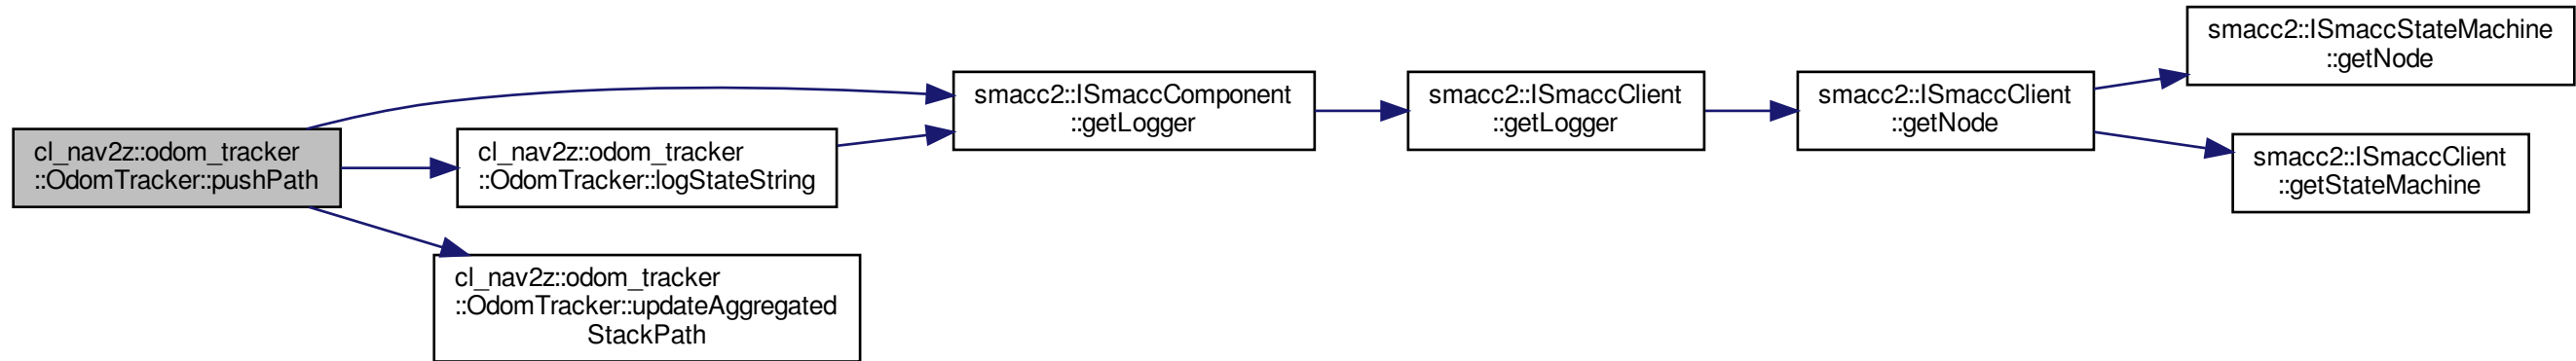 cl_nav2z::odom_tracker
::OdomTracker::pushPath
cl_nav2z::odom_tracker
::OdomTracker::logStateString
cl_nav2z::odom_tracker
::OdomTracker::updateAggregated
StackPath
smacc2::ISmaccComponent
::getLogger
smacc2::ISmaccClient
::getLogger
smacc2::ISmaccClient
::getNode
smacc2::ISmaccStateMachine
::getNode
smacc2::ISmaccClient
::getStateMachine